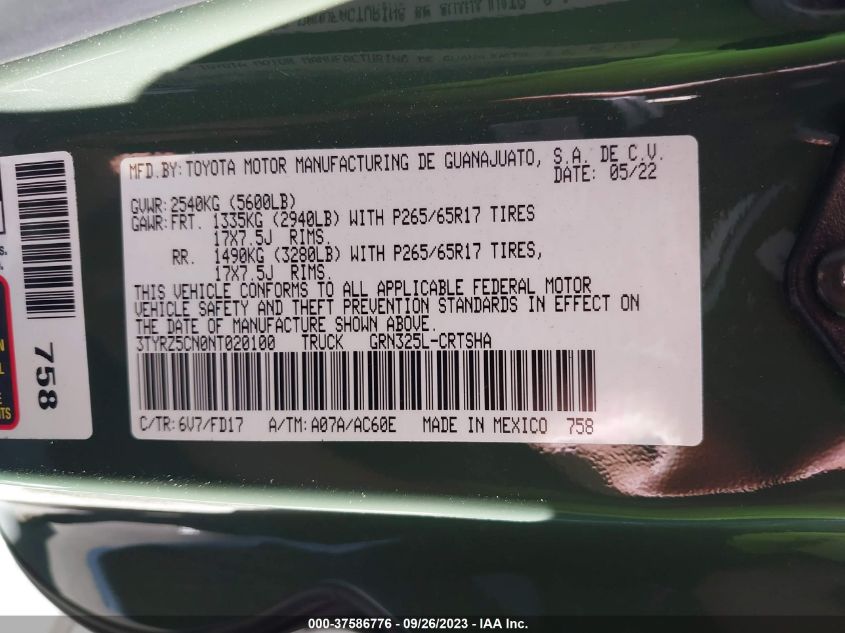 MFD.BY: TOYOTA MOTOR MANUFACTURING DE GUANAJUATO, S.A. DE C.V.
DATE: 05/22
GVWR: 2540KG (5600LB)
GAWR: FRT. 1335KG (2940LB) WITH P265/65R17 TIRES
17X7.5J RIMS.
RR. 1490KG (3280LB) WITH P265/65R17 TIRES,
17X7.5J RIMS.
THIS VEHICLE CONFORMS TO ALL APPLICABLE FEDERAL MOTOR
VEHICLE SAFETY AND THEFT PREVENTION STANDARDS IN EFFECT ON
THE DATE OF MANUFACTURE SHOWN ABOVE.
3TYRZ5CN0NT020100 TRUCK GRN325L-CRTSHA
C/TR: 6V7/FD17 A/TM: A07A/AC60E MADE IN MEXICO 758
758
000-37586776 - 09/26/2023 - IAA Inc.